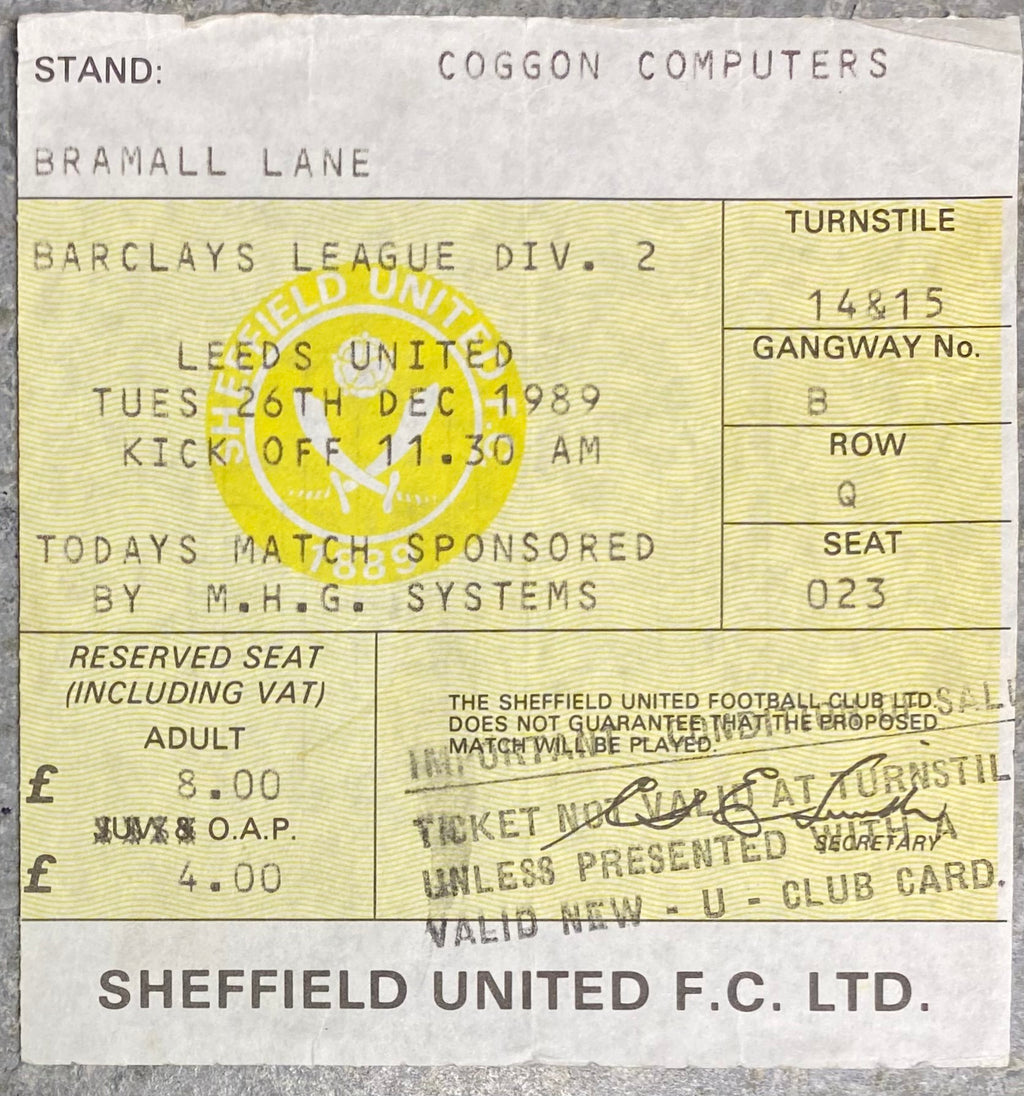 STAND:
COGGON COMPUTERS
BRAMALL LANE
BARCLAYS LEAGUE DIV. 2
LEEDS UNITED
TUES 26TH DEC 1989
KICK OFF 11.30 AM
TODAYS MATCH SPONSORED
BY M.H.G. SYSTEMS
SHEFFIELD UNITED F.C.
1889
TURNSTILE
14&15
GANGWAY No.
B
ROW
Q
SEAT
023
RESERVED SEAT
(INCLUDING VAT)
ADULT
£ 8.00
JUV. & O.A.P.
£ 4.00
THE SHEFFIELD UNITED FOOTBALL CLUB LTD.
DOES NOT GUARANTEE THAT THE PROPOSED
MATCH WILL BE PLAYED.
SECRETARY
IMPORTANT CONDITION
TICKET NOT VALID AT TURNSTIL
UNLESS PRESENTED WITH A
VALID NEW - U - CLUB CARD.
SHEFFIELD UNITED F.C. LTD.